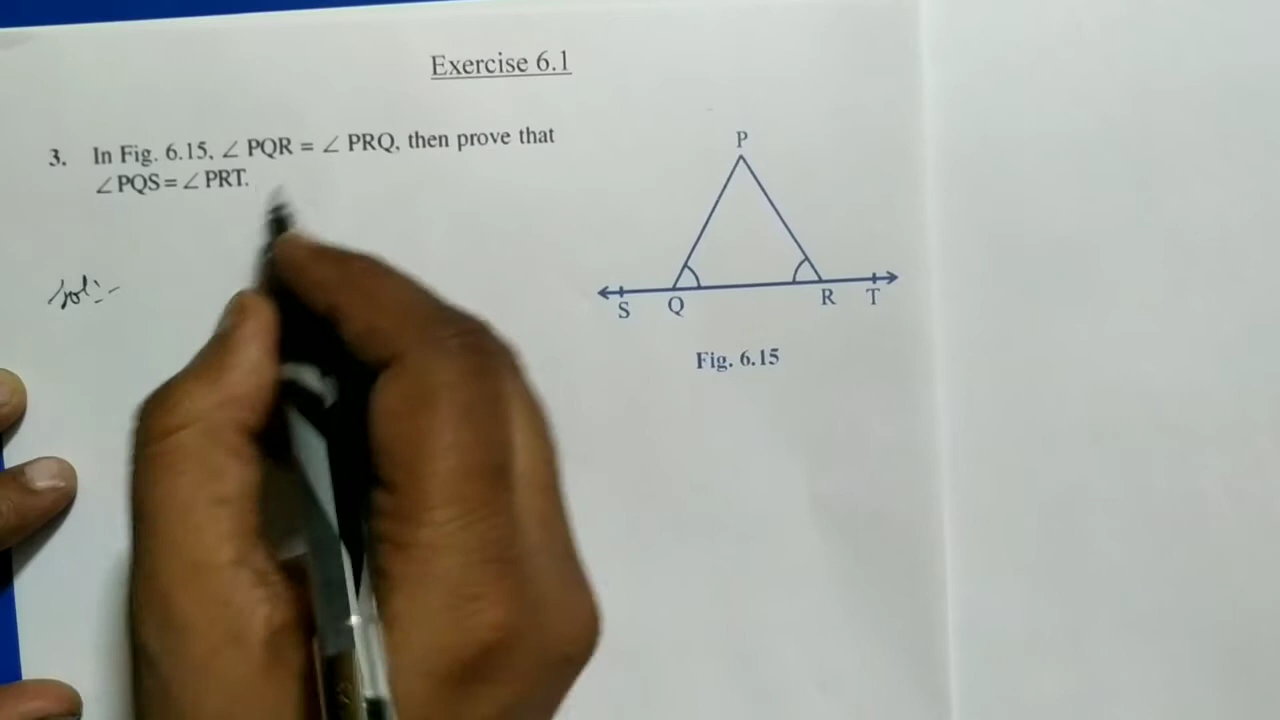 Exercise 6.1
3. In Fig. 6.15, ∠ PQR = ∠ PRQ, then prove that
∠PQS = ∠ PRT.
Sol:-
P
S Q R T
Fig. 6.15